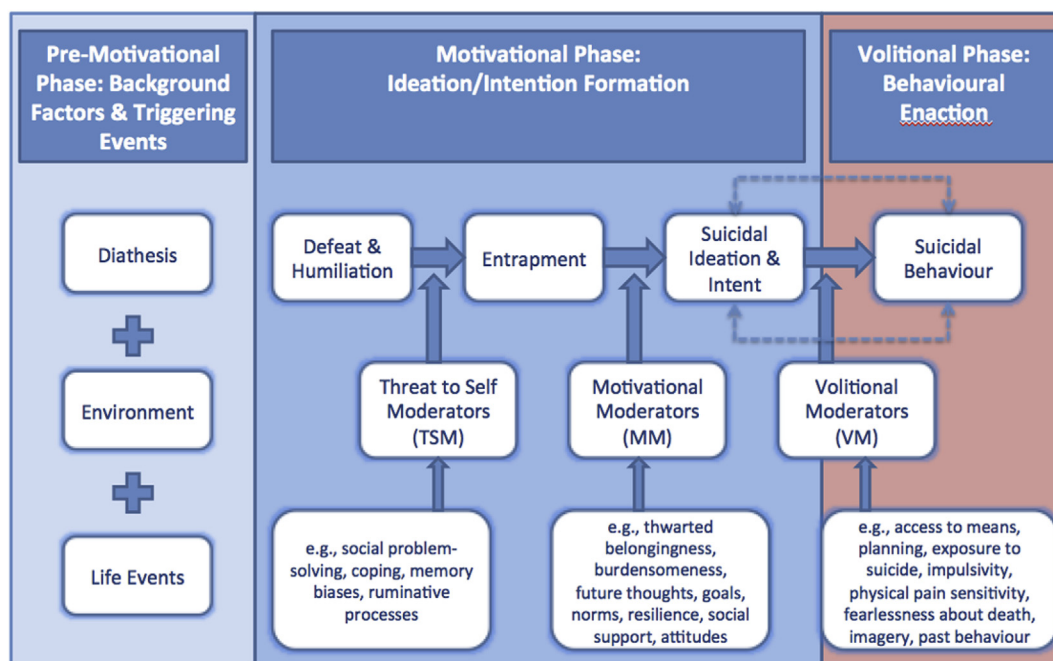 Pre-Motivational
Phase: Background
Factors & Triggering
Events
Motivational Phase:
Ideation/Intention Formation
Volitional Phase:
Behavioural
Enaction
Diathesis
Environment
Life Events
Defeat &
Humiliation
Entrapment
Suicidal
Ideation &
Intent
Suicidal
Behaviour
Threat to Self
Moderators
(TSM)
Motivational
Moderators
(MM)
Volitional
Moderators
(VM)
e.g., social problem-
solving, coping, memory
biases, ruminative
processes
e.g., thwarted
belongingness,
burdensomeness,
future thoughts, goals,
norms, resilience, social
support, attitudes
e.g., access to means,
planning, exposure to
suicide, impulsivity,
physical pain sensitivity,
fearlessness about death,
imagery, past behaviour